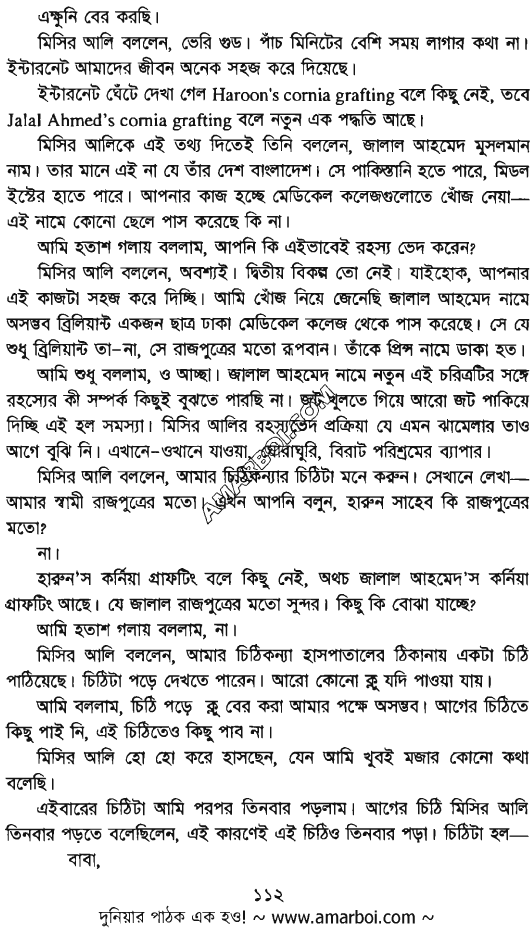 এক্ষুনি বের করছি।
মিসির আলি বললেন, ভেরি গুড। পাঁচ মিনিটের বেশি সময় লাগার কথা না।
ইন্টারনেট আমাদের জীবন অনেক সহজ করে দিয়েছে।
ইন্টারনেট ঘেঁটে দেখা গেল Haroon's cornia grafting বলে কিছু নেই, তবে
Jalal Ahmed's cornia grafting বলে নতুন এক পদ্ধতি আছে।
মিসির আলিকে এই তথ্য দিতেই তিনি বললেন, জালাল আহমেদ মুসলমান
নাম। তার মানে এই না যে তাঁর দেশ বাংলাদেশ। সে পাকিস্তানি হতে পারে, মিডল
ইস্টের হাতে পারে। আপনার কাজ হচ্ছে মেডিকেল কলেজগুলোতে খোঁজ নেয়া—
এই নামে কোনো ছেলে পাস করেছে কি না।
আমি হতাশ গলায় বললাম, আপনি কি এইভাবেই রহস্য ভেদ করেন?
মিসির আলি বললেন, অবশ্যই। দ্বিতীয় বিকল্প তো নেই। যাইহোক, আপনার
এই কাজটা সহজ করে দিচ্ছি। আমি খোঁজ নিয়ে জেনেছি জালাল আহমেদ নামে
অসম্ভব ব্রিলিয়ান্ট একজন ছাত্র ঢাকা মেডিকেল কলেজ থেকে পাস করেছে। সে যে
শুধু ব্রিলিয়ান্ট তা-না, সে রাজপুত্রের মতো রূপবান। তাঁকে প্রিন্স নামে ডাকা হত।
আমি শুধু বললাম, ও আচ্ছা। জালাল আহমেদ নামে নতুন এই চরিত্রটির সঙ্গে
রহস্যের কী সম্পর্ক কিছুই বুঝতে পারছি না। জট খুলতে গিয়ে আরো জট পাকিয়ে
দিচ্ছি এই হল সমস্যা। মিসির আলির রহস্যভেদ প্রক্রিয়া যে এমন ঝামেলার তাও
আগে বুঝি নি। এখানে-ওখানে যাওয়া, ঘোরাঘুরি, বিরাট পরিশ্রমের ব্যাপার।
মিসির আলি বললেন, আমার চিঠিকন্যার চিঠিটা মনে করুন। সেখানে লেখা—
আমার স্বামী রাজপুত্রের মতো। এখন আপনি বলুন, হারুন সাহেব কি রাজপুত্রের
মতো?
না।
হারুন'স কর্নিয়া গ্রাফটিং বলে কিছু নেই, অথচ জালাল আহমেদ'স কর্নিয়া
গ্রাফটিং আছে। যে জালাল রাজপুত্রের মতো সুন্দর। কিছু কি বোঝা যাচ্ছে?
আমি হতাশ গলায় বললাম, না।
মিসির আলি বললেন, আমার চিঠিকন্যা হাসপাতালের ঠিকানায় একটা চিঠি
পাঠিয়েছে। চিঠিটা পড়ে দেখতে পারেন। আরো কোনো ক্লু যদি পাওয়া যায়।
আমি বললাম, চিঠি পড়ে ক্লু বের করা আমার পক্ষে অসম্ভব। আগের চিঠিতে
কিছু পাই নি, এই চিঠিতেও কিছু পাব না।
মিসির আলি হো হো করে হাসছেন, যেন আমি খুবই মজার কোনো কথা
বলেছি।
এইবারের চিঠিটা আমি পরপর তিনবার পড়লাম। আগের চিঠি মিসির আলি
তিনবার পড়তে বলেছিলেন, এই কারণেই এই চিঠিও তিনবার পড়া। চিঠিটা হল—
বাবা,
১১২
দুনিয়ার পাঠক এক হও! ~ www.amarboi.com ~
AMARBOI.COM